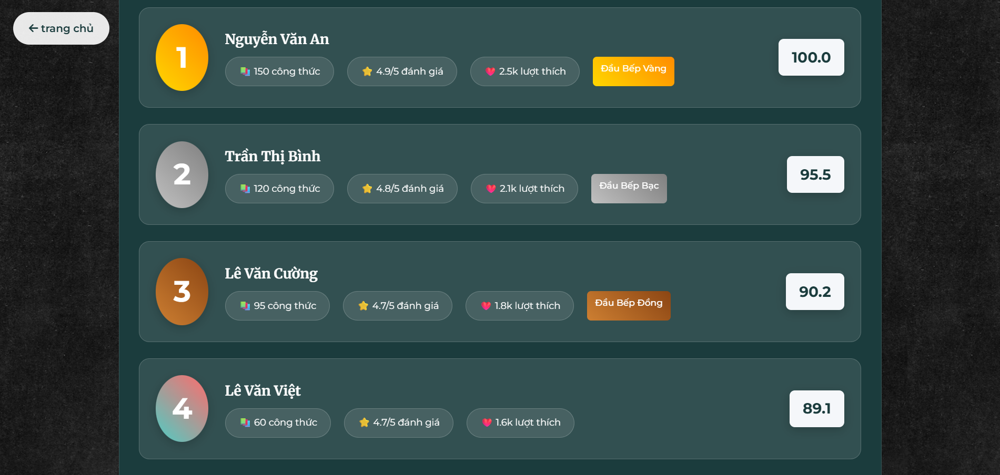 ← trang chủ
1
Nguyễn Văn An
150 công thức
4.9/5 đánh giá
2.5k lượt thích
Đầu Bếp Vàng
100.0
2
Trần Thị Bình
120 công thức
4.8/5 đánh giá
2.1k lượt thích
Đầu Bếp Bạc
95.5
3
Lê Văn Cường
95 công thức
4.7/5 đánh giá
1.8k lượt thích
Đầu Bếp Đồng
90.2
4
Lê Văn Việt
60 công thức
4.7/5 đánh giá
1.6k lượt thích
89.1